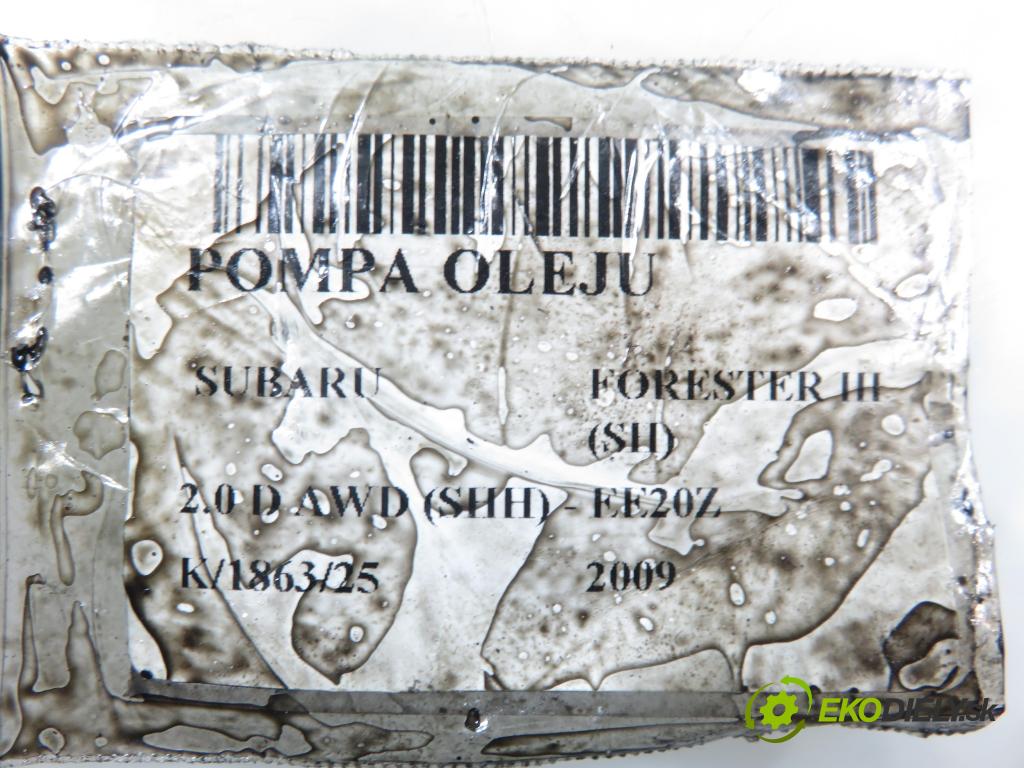 POMPA OLEJU
SUBARU FORESTER III
(SH)
2.0 D AWD (SHH) - EE20Z
K/1863/25 2009
EKODIELY.sk